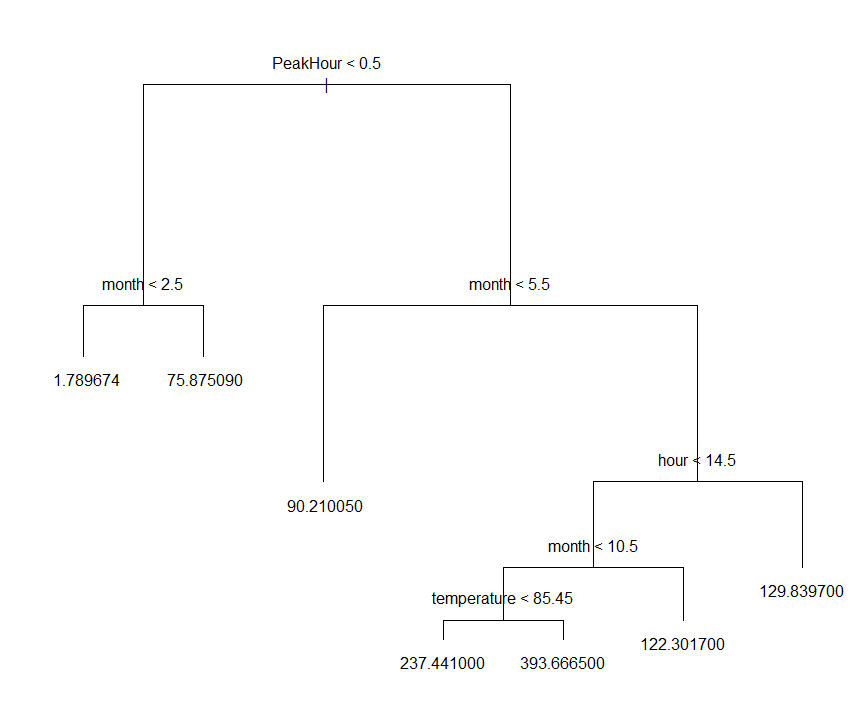 PeakHour < 0.5
month < 2.5
month < 5.5
1.789674
75.875090
hour < 14.5
90.210050
month < 10.5
129.839700
temperature < 85.45
122.301700
237.441000
393.666500